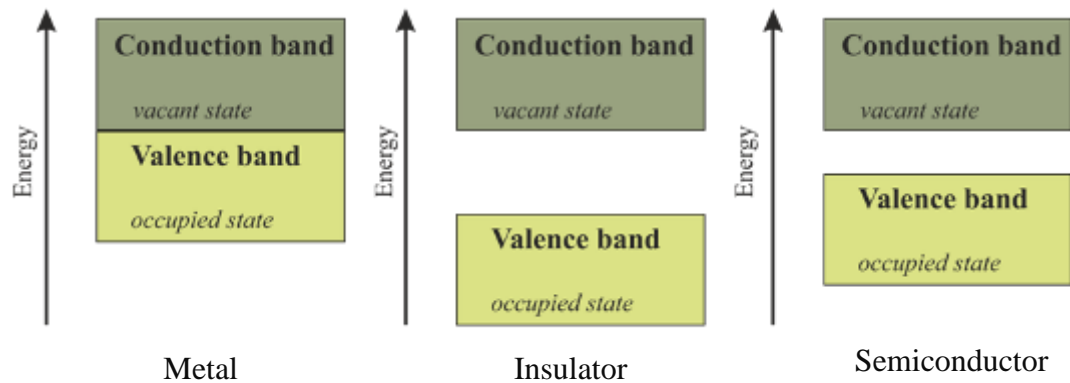 Energy
Conduction band
vacant state
Valence band
occupied state
Metal
Energy
Conduction band
vacant state
Valence band
occupied state
Insulator
Energy
Conduction band
vacant state
Valence band
occupied state
Semiconductor